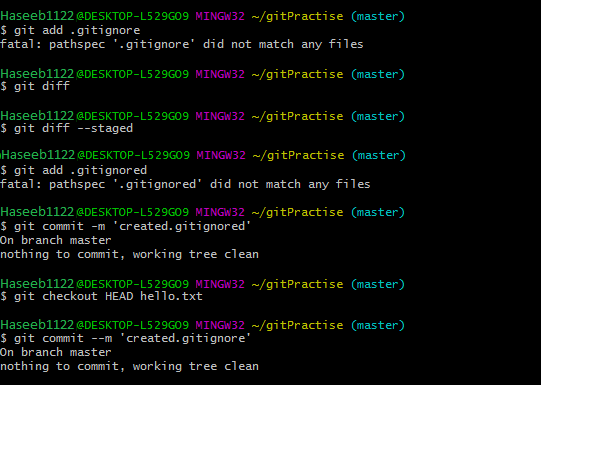 Haseeb1122@DESKTOP-L529GO9 MINGW32 ~/gitPractise (master)
$ git add .gitignore
fatal: pathspec '.gitignore' did not match any files
Haseeb1122@DESKTOP-L529GO9 MINGW32 ~/gitPractise (master)
$ git diff
Haseeb1122@DESKTOP-L529GO9 MINGW32 ~/gitPractise (master)
$ git diff --staged
Haseeb1122@DESKTOP-L529GO9 MINGW32 ~/gitPractise (master)
$ git add .gitignored
fatal: pathspec '.gitignored' did not match any files
Haseeb1122@DESKTOP-L529GO9 MINGW32 ~/gitPractise (master)
$ git commit -m 'created.gitignored'
On branch master
nothing to commit, working tree clean
Haseeb1122@DESKTOP-L529GO9 MINGW32 ~/gitPractise (master)
$ git checkout HEAD hello.txt
Haseeb1122@DESKTOP-L529GO9 MINGW32 ~/gitPractise (master)
$ git commit --m 'created.gitignore'
On branch master
nothing to commit, working tree clean